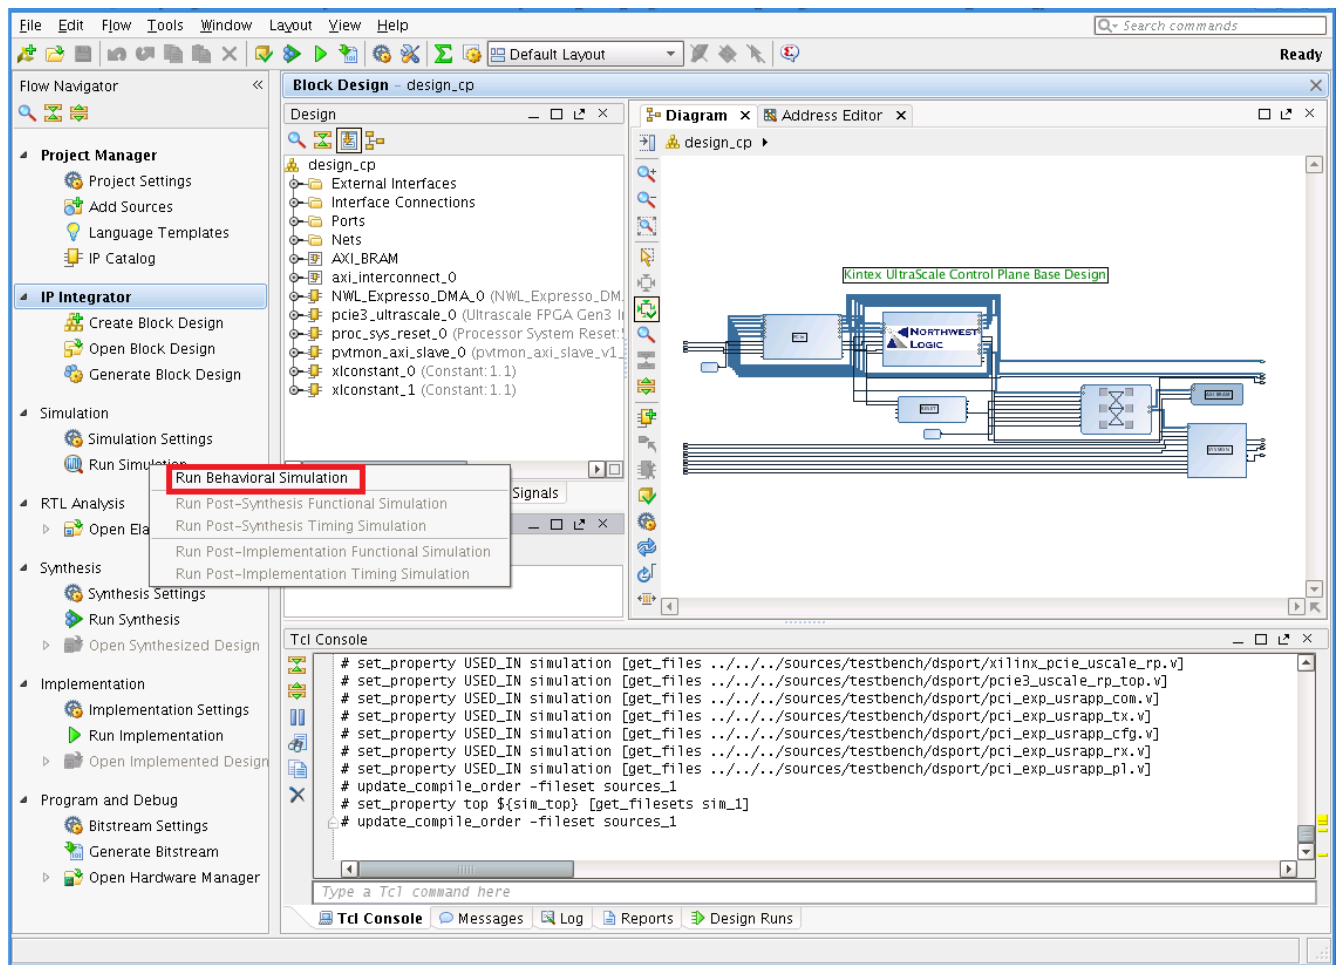 File Edit Flow Tools Window Layout View Help
Search commands
Default Layout
Ready
Flow Navigator
Project Manager
Project Settings
Add Sources
Language Templates
IP Catalog
IP Integrator
Create Block Design
Open Block Design
Generate Block Design
Simulation
Simulation Settings
Run Simulation
Run Behavioral Simulation
Run Post-Synthesis Functional Simulation
Run Post-Synthesis Timing Simulation
Run Post-Implementation Functional Simulation
Run Post-Implementation Timing Simulation
RTL Analysis
Open Ela
Synthesis
Synthesis Settings
Run Synthesis
Open Synthesized Design
Implementation
Implementation Settings
Run Implementation
Open Implemented Design
Program and Debug
Bitstream Settings
Generate Bitstream
Open Hardware Manager
Block Design - design_cp
Design
design_cp
External Interfaces
Interface Connections
Ports
Nets
AXI_BRAM
axi_interconnect_0
NWL_Expresso_DMA_0 (NWL_Expresso_DM
pcie3_ultrascale_0 (Ultrascale FPGA Gen3 I
proc_sys_reset_0 (Processor System Reset:
pvtmon_axi_slave_0 (pvtmon_axi_slave_v1_
xlconstant_0 (Constant:1.1)
xlconstant_1 (Constant:1.1)
Signals
Diagram
Address Editor
design_cp
Kintex UltraScale Control Plane Base Design
NORTHWEST
LOGIC
RESET
Tcl Console
# set_property USED_IN simulation [get_files ../../../sources/testbench/dsport/xilinx_pcie_uscale_rp.v]
# set_property USED_IN simulation [get_files ../../../sources/testbench/dsport/pcie3_uscale_rp_top.v]
# set_property USED_IN simulation [get_files ../../../sources/testbench/dsport/pci_exp_usrapp_com.v]
# set_property USED_IN simulation [get_files ../../../sources/testbench/dsport/pci_exp_usrapp_tx.v]
# set_property USED_IN simulation [get_files ../../../sources/testbench/dsport/pci_exp_usrapp_cfg.v]
# set_property USED_IN simulation [get_files ../../../sources/testbench/dsport/pci_exp_usrapp_rx.v]
# set_property USED_IN simulation [get_files ../../../sources/testbench/dsport/pci_exp_usrapp_pl.v]
# update_compile_order -fileset sources_1
# set_property top ${sim_top} [get_filesets sim_1]
# update_compile_order -fileset sources_1
Type a Tcl command here
Tcl Console
Messages
Log
Reports
Design Runs